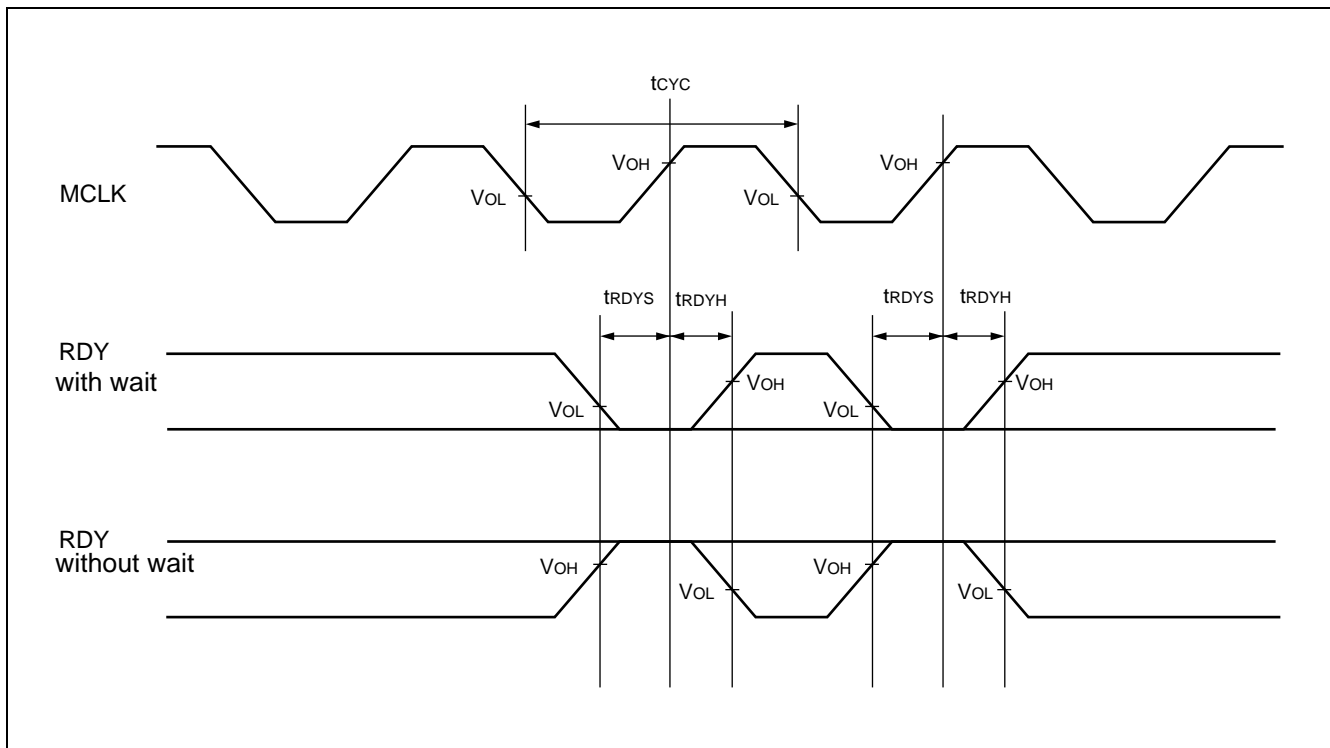 tCYC
VOH
VOH
MCLK
VOL
VOL
tRDYS
tRDYH
tRDYS
tRDYH
RDY
with wait
VOH
VOH
VOL
VOL
RDY
without wait
VOH
VOH
VOL
VOL